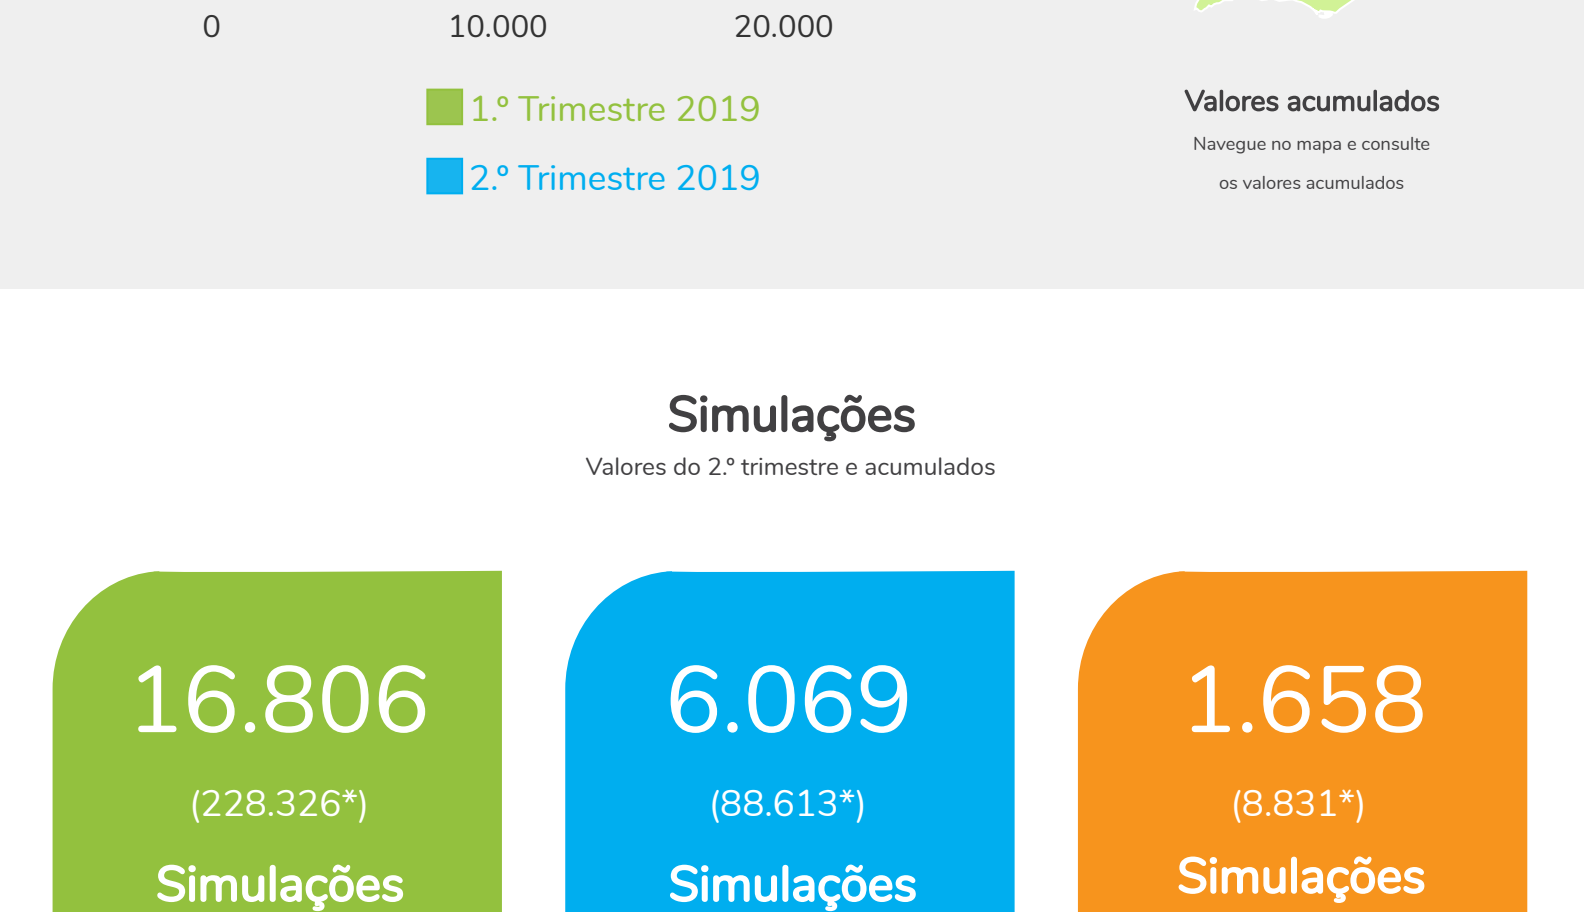 0 10.000 20.000
1.º Trimestre 2019
2.º Trimestre 2019
Valores acumulados
Navegue no mapa e consulte
os valores acumulados
Simulações
Valores do 2.º trimestre e acumulados
16.806
(228.326*)
Simulações
6.069
(88.613*)
Simulações
1.658
(8.831*)
Simulações